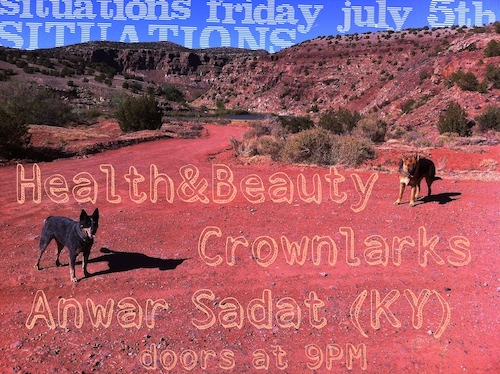 situations friday july 5th
SITUATIONS
Health&Beauty
Crownlarks
Anwar Sadat (KY)
doors at 9PM